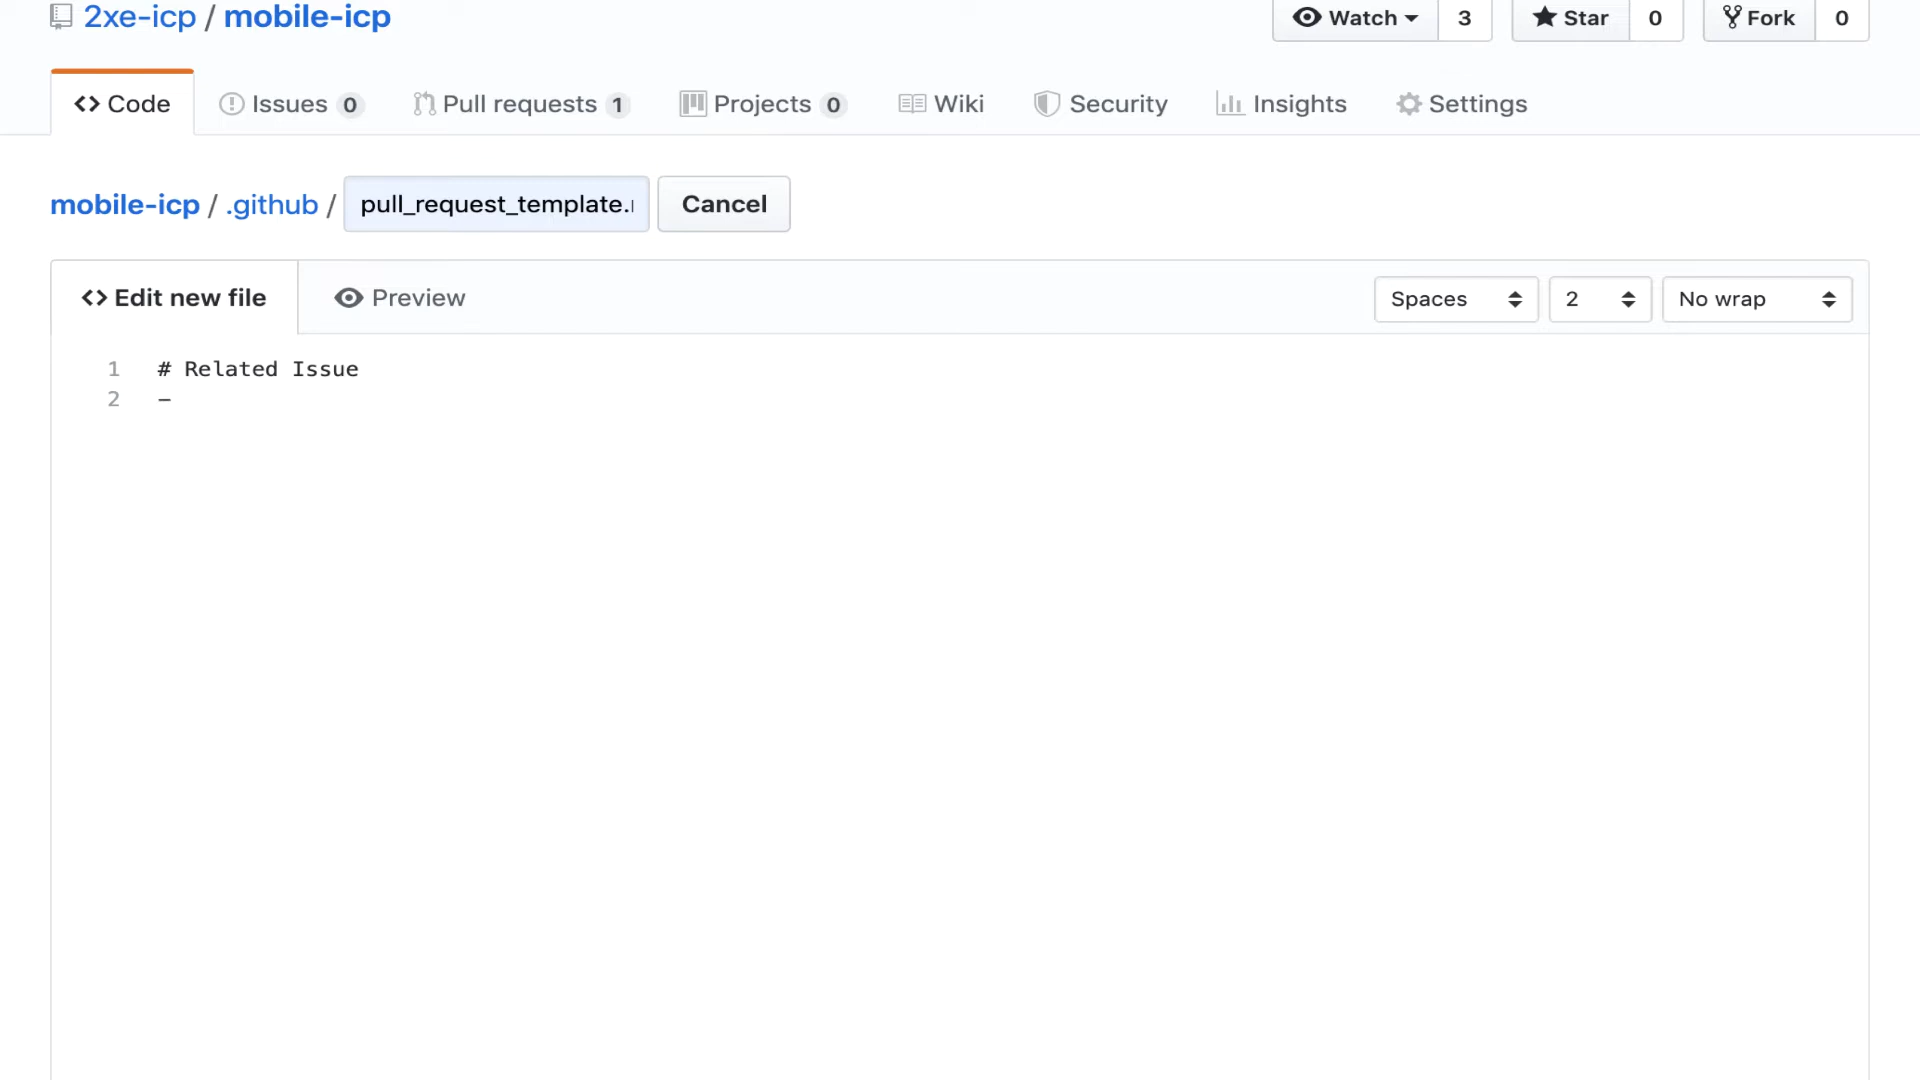 2xe-icp / mobile-icp
Watch 3 Star 0 Fork 0
Code Issues 0 Pull requests 1 Projects 0 Wiki Security Insights Settings
mobile-icp / .github / pull_request_template. Cancel
Edit new file Preview Spaces 2 No wrap
1 # Related Issue
2 -